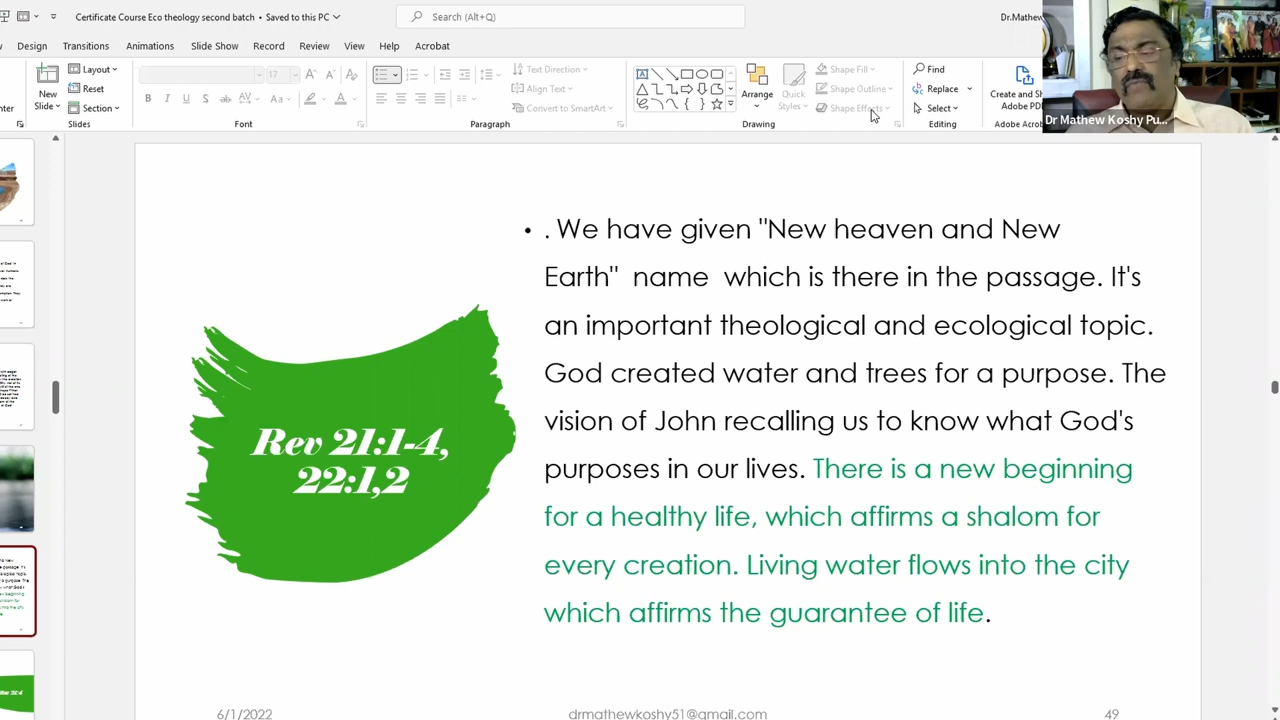 Certificate Course Eco theology second batch • Saved to this PC
Search (Alt+Q)
Dr.Mathew
Design Transitions Animations Slide Show Record Review View Help Acrobat
New Slide
Layout
Reset
Section
Slides
17
B I U S ab AV Aa A
Font
Text Direction
Align Text
Convert to SmartArt
Paragraph
Arrange
Quick Styles
Shape Fill
Shape Outline
Shape Effects
Drawing
Find
Replace
Select
Editing
Create and
Adobe PD
Adobe Acro
Dr Mathew Koshy Pu...
• . We have given "New heaven and New
Earth" name which is there in the passage. It's
an important theological and ecological topic.
God created water and trees for a purpose. The
vision of John recalling us to know what God's
purposes in our lives. There is a new beginning
for a healthy life, which affirms a shalom for
every creation. Living water flows into the city
which affirms the guarantee of life.
Rev 21:1-4,
22:1,2
6/1/2022
drmathewkoshy51@gmail.com
49